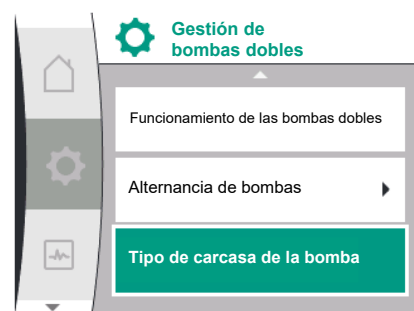 Gestión de
bombas dobles
Funcionamiento de las bombas dobles
Alternancia de bombas
Tipo de carcasa de la bomba